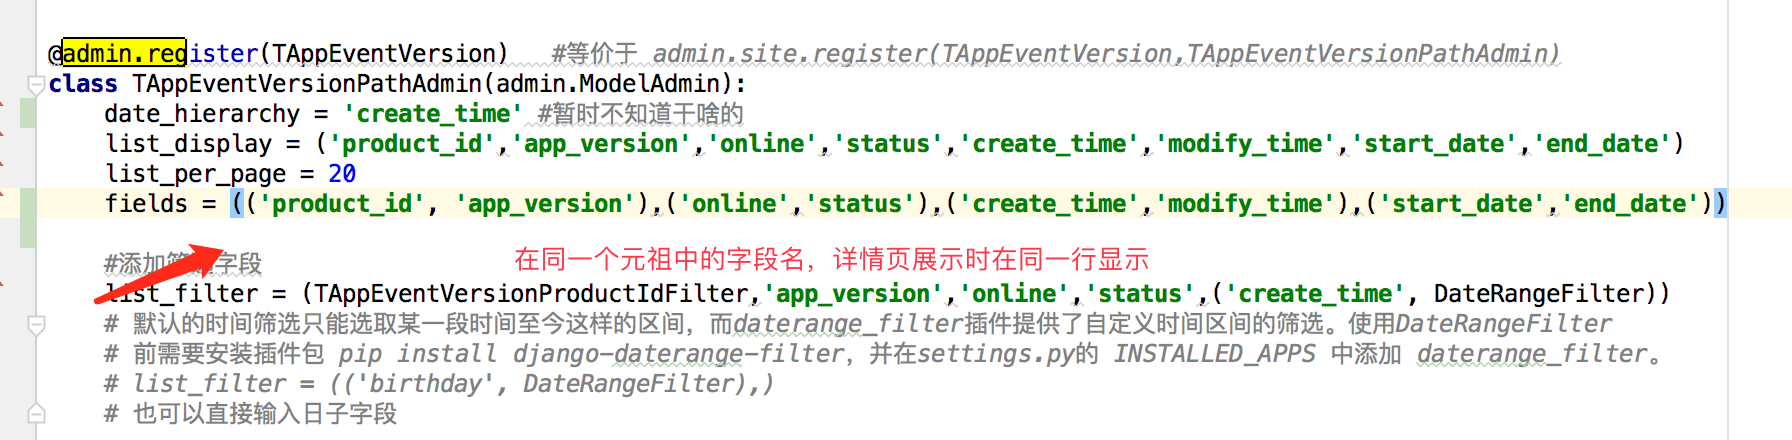 @admin.register(TAppEventVersion)   #等价于 admin.site.register(TAppEventVersion,TAppEventVersionPathAdmin)
class TAppEventVersionPathAdmin(admin.ModelAdmin):
    date_hierarchy = 'create_time' #暂时不知道干啥的
    list_display = ('product_id','app_version','online','status','create_time','modify_time','start_date','end_date')
    list_per_page = 20
    fields = (('product_id', 'app_version'),('online','status'),('create_time','modify_time'),('start_date','end_date'))
    #添加 字段
在同一个元祖中的字段名，详情页展示时在同一行显示
    list_filter = (TAppEventVersionProductIdFilter,'app_version','online','status',('create_time', DateRangeFilter))
    # 默认的时间筛选只能选取某一段时间至今这样的区间，而daterange_filter插件提供了自定义时间区间的筛选。使用DateRangeFilter
    # 前需要安装插件包 pip install django-daterange-filter，并在settings.py的 INSTALLED_APPS 中添加 daterange_filter。
    # list_filter = (('birthday', DateRangeFilter),)
    # 也可以直接输入日子字段